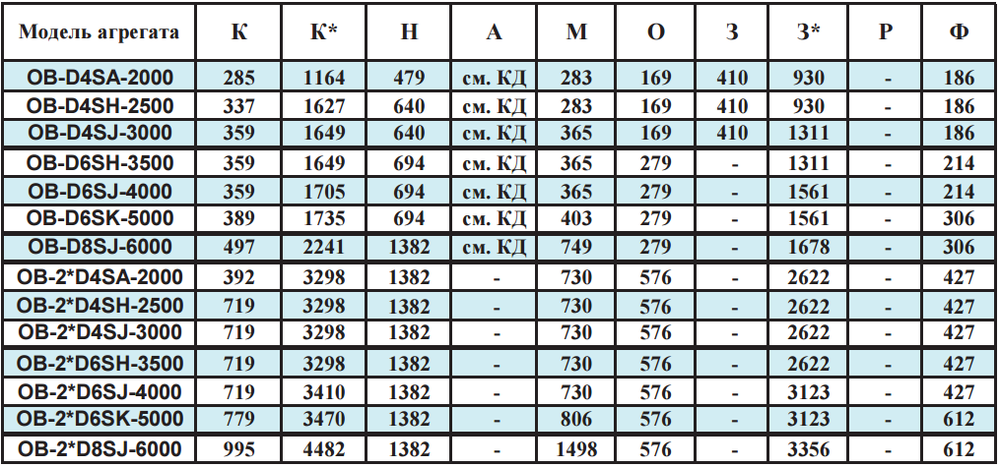 Модель агрегата К К* Н А М О З З* Р Ф
OB-D4SA-2000 285 1164 479 см. КД 283 169 410 930 - 186
OB-D4SH-2500 337 1627 640 см. КД 283 169 410 930 - 186
OB-D4SJ-3000 359 1649 640 см. КД 365 169 410 1311 - 186
OB-D6SH-3500 359 1649 694 см. КД 365 279 - 1311 - 214
OB-D6SJ-4000 359 1705 694 см. КД 365 279 - 1561 - 214
OB-D6SK-5000 389 1735 694 см. КД 403 279 - 1561 - 306
OB-D8SJ-6000 497 2241 1382 см. КД 749 279 - 1678 - 306
OB-2*D4SA-2000 392 3298 1382 - 730 576 - 2622 - 427
OB-2*D4SH-2500 719 3298 1382 - 730 576 - 2622 - 427
OB-2*D4SJ-3000 719 3298 1382 - 730 576 - 2622 - 427
OB-2*D6SH-3500 719 3298 1382 - 730 576 - 2622 - 427
OB-2*D6SJ-4000 719 3410 1382 - 730 576 - 3123 - 427
OB-2*D6SK-5000 779 3470 1382 - 806 576 - 3123 - 612
OB-2*D8SJ-6000 995 4482 1382 - 1498 576 - 3356 - 612